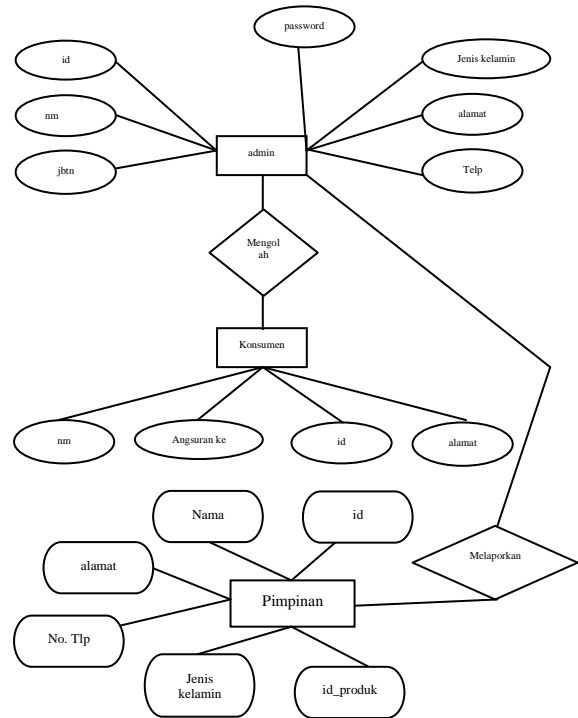 password
id
Jenis kelamin
nm
alamat
admin
jbtn
Telp
Mengol
ah
Konsumen
nm
Angsuran ke
id
alamat
Nama
id
alamat
Melaporkan
Pimpinan
No. Tlp
Jenis
kelamin
id_produk